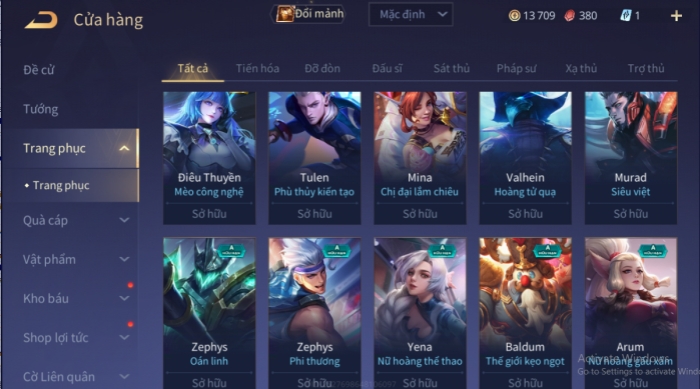 Cửa hàng
Đổi mảnh
Mặc định
13 709
380
1
+
Đề cử
Tướng
Trang phục
Trang phục
Quà cáp
Vật phẩm
Kho báu
Shop lợi tức
Cờ Liên quân
Tất cả Tiến hóa Đỡ đòn Đấu sĩ Sát thủ Pháp sư Xạ thủ Trợ thủ
Điêu Thuyền
Mèo công nghệ
Sở hữu
Tulen
Phù thủy kiến tạo
Sở hữu
Mina
Chị đại lắm chiêu
Sở hữu
Valhein
Hoàng tử quạ
Sở hữu
Murad
Siêu việt
Sở hữu
Zephys
Oán linh
Sở hữu
A
Zephys
Phi thương
Sở hữu
A
Yena
Nữ hoàng thể thao
Sở hữu
A
Baldum
Thế giới kẹo ngọt
Sở hữu
A
Arum
Nữ hoàng gấu xám
Sở hữu
A
Activate Windows
Go to Settings to activate Wind